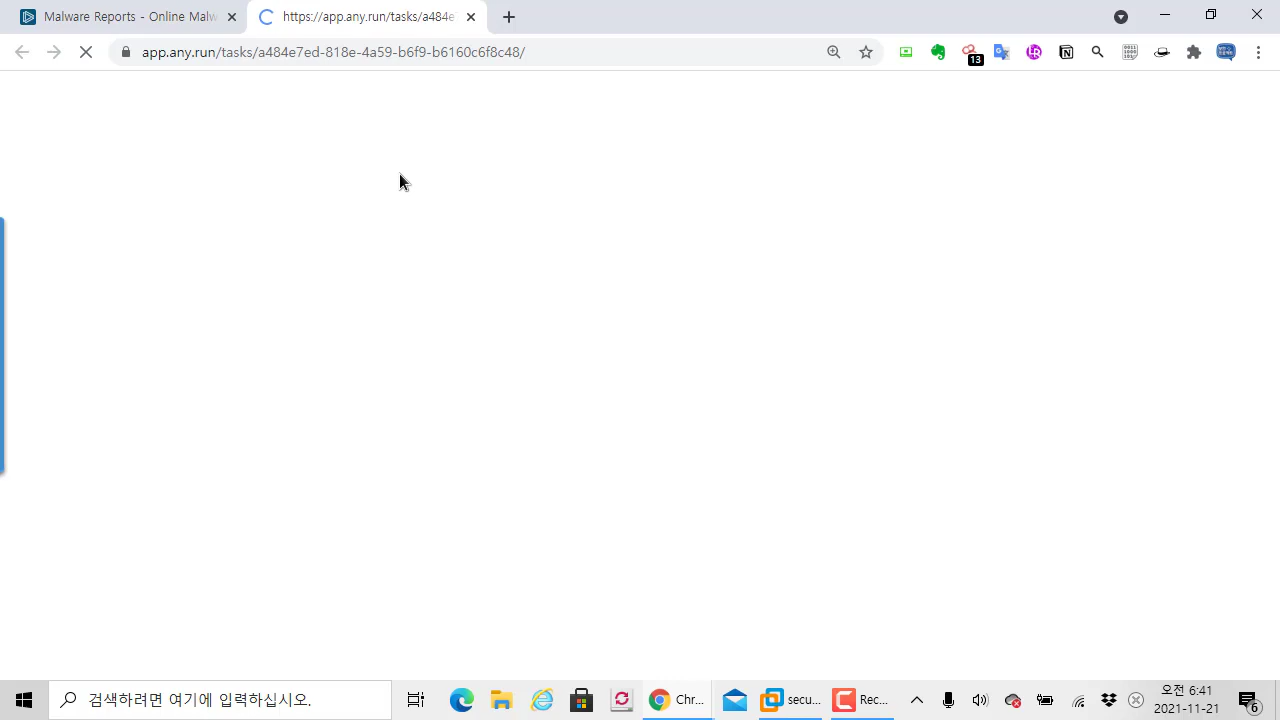 Malware Reports - Online Malw
https://app.any.run/tasks/a484e
app.any.run/tasks/a484e7ed-818e-4a59-b6f9-b6160c6f8c48/
13
검색하려면 여기에 입력하십시오.
Chr...
secu...
Rec...
오전 6:41
2021-11-21
6